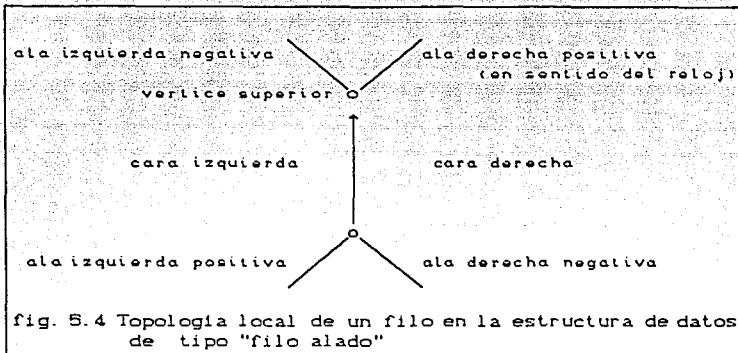 ala izquierda negativa ala derecha positiva
(en sentido del reloj)
vertice superior
cara izquierda cara derecha
ala izquierda positiva ala derecha negativa
fig. 5.4 Topologia local de un filo en la estructura de datos
de tipo "filo alado"